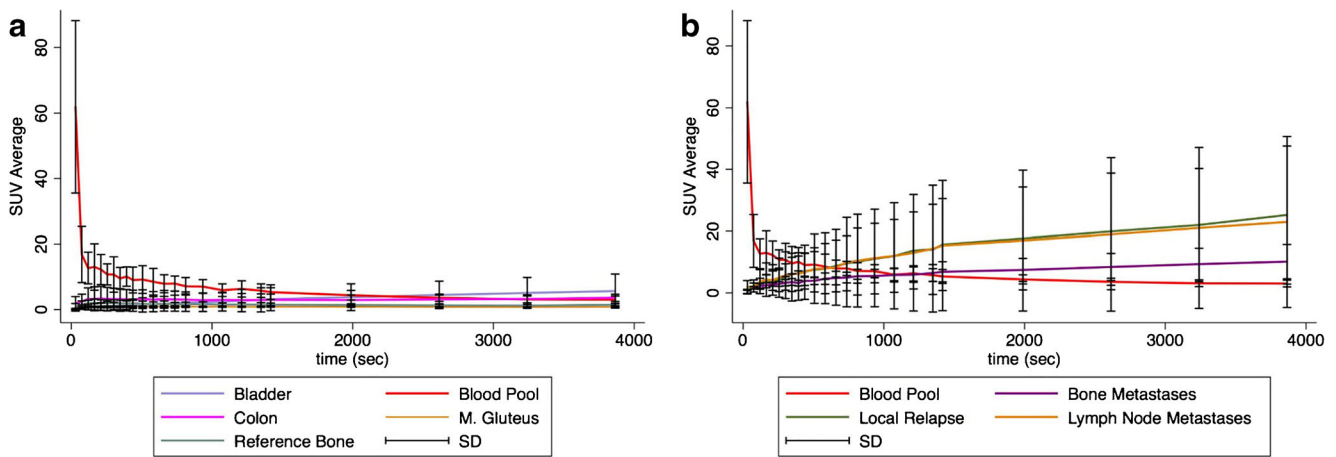 a
SUV Average
80
60
40
20
0
0 1000 2000 3000 4000
time (sec)
Bladder Blood Pool
Colon M. Gluteus
Reference Bone SD
b
SUV Average
80
60
40
20
0
0 1000 2000 3000 4000
time (sec)
Blood Pool Bone Metastases
Local Relapse Lymph Node Metastases
SD